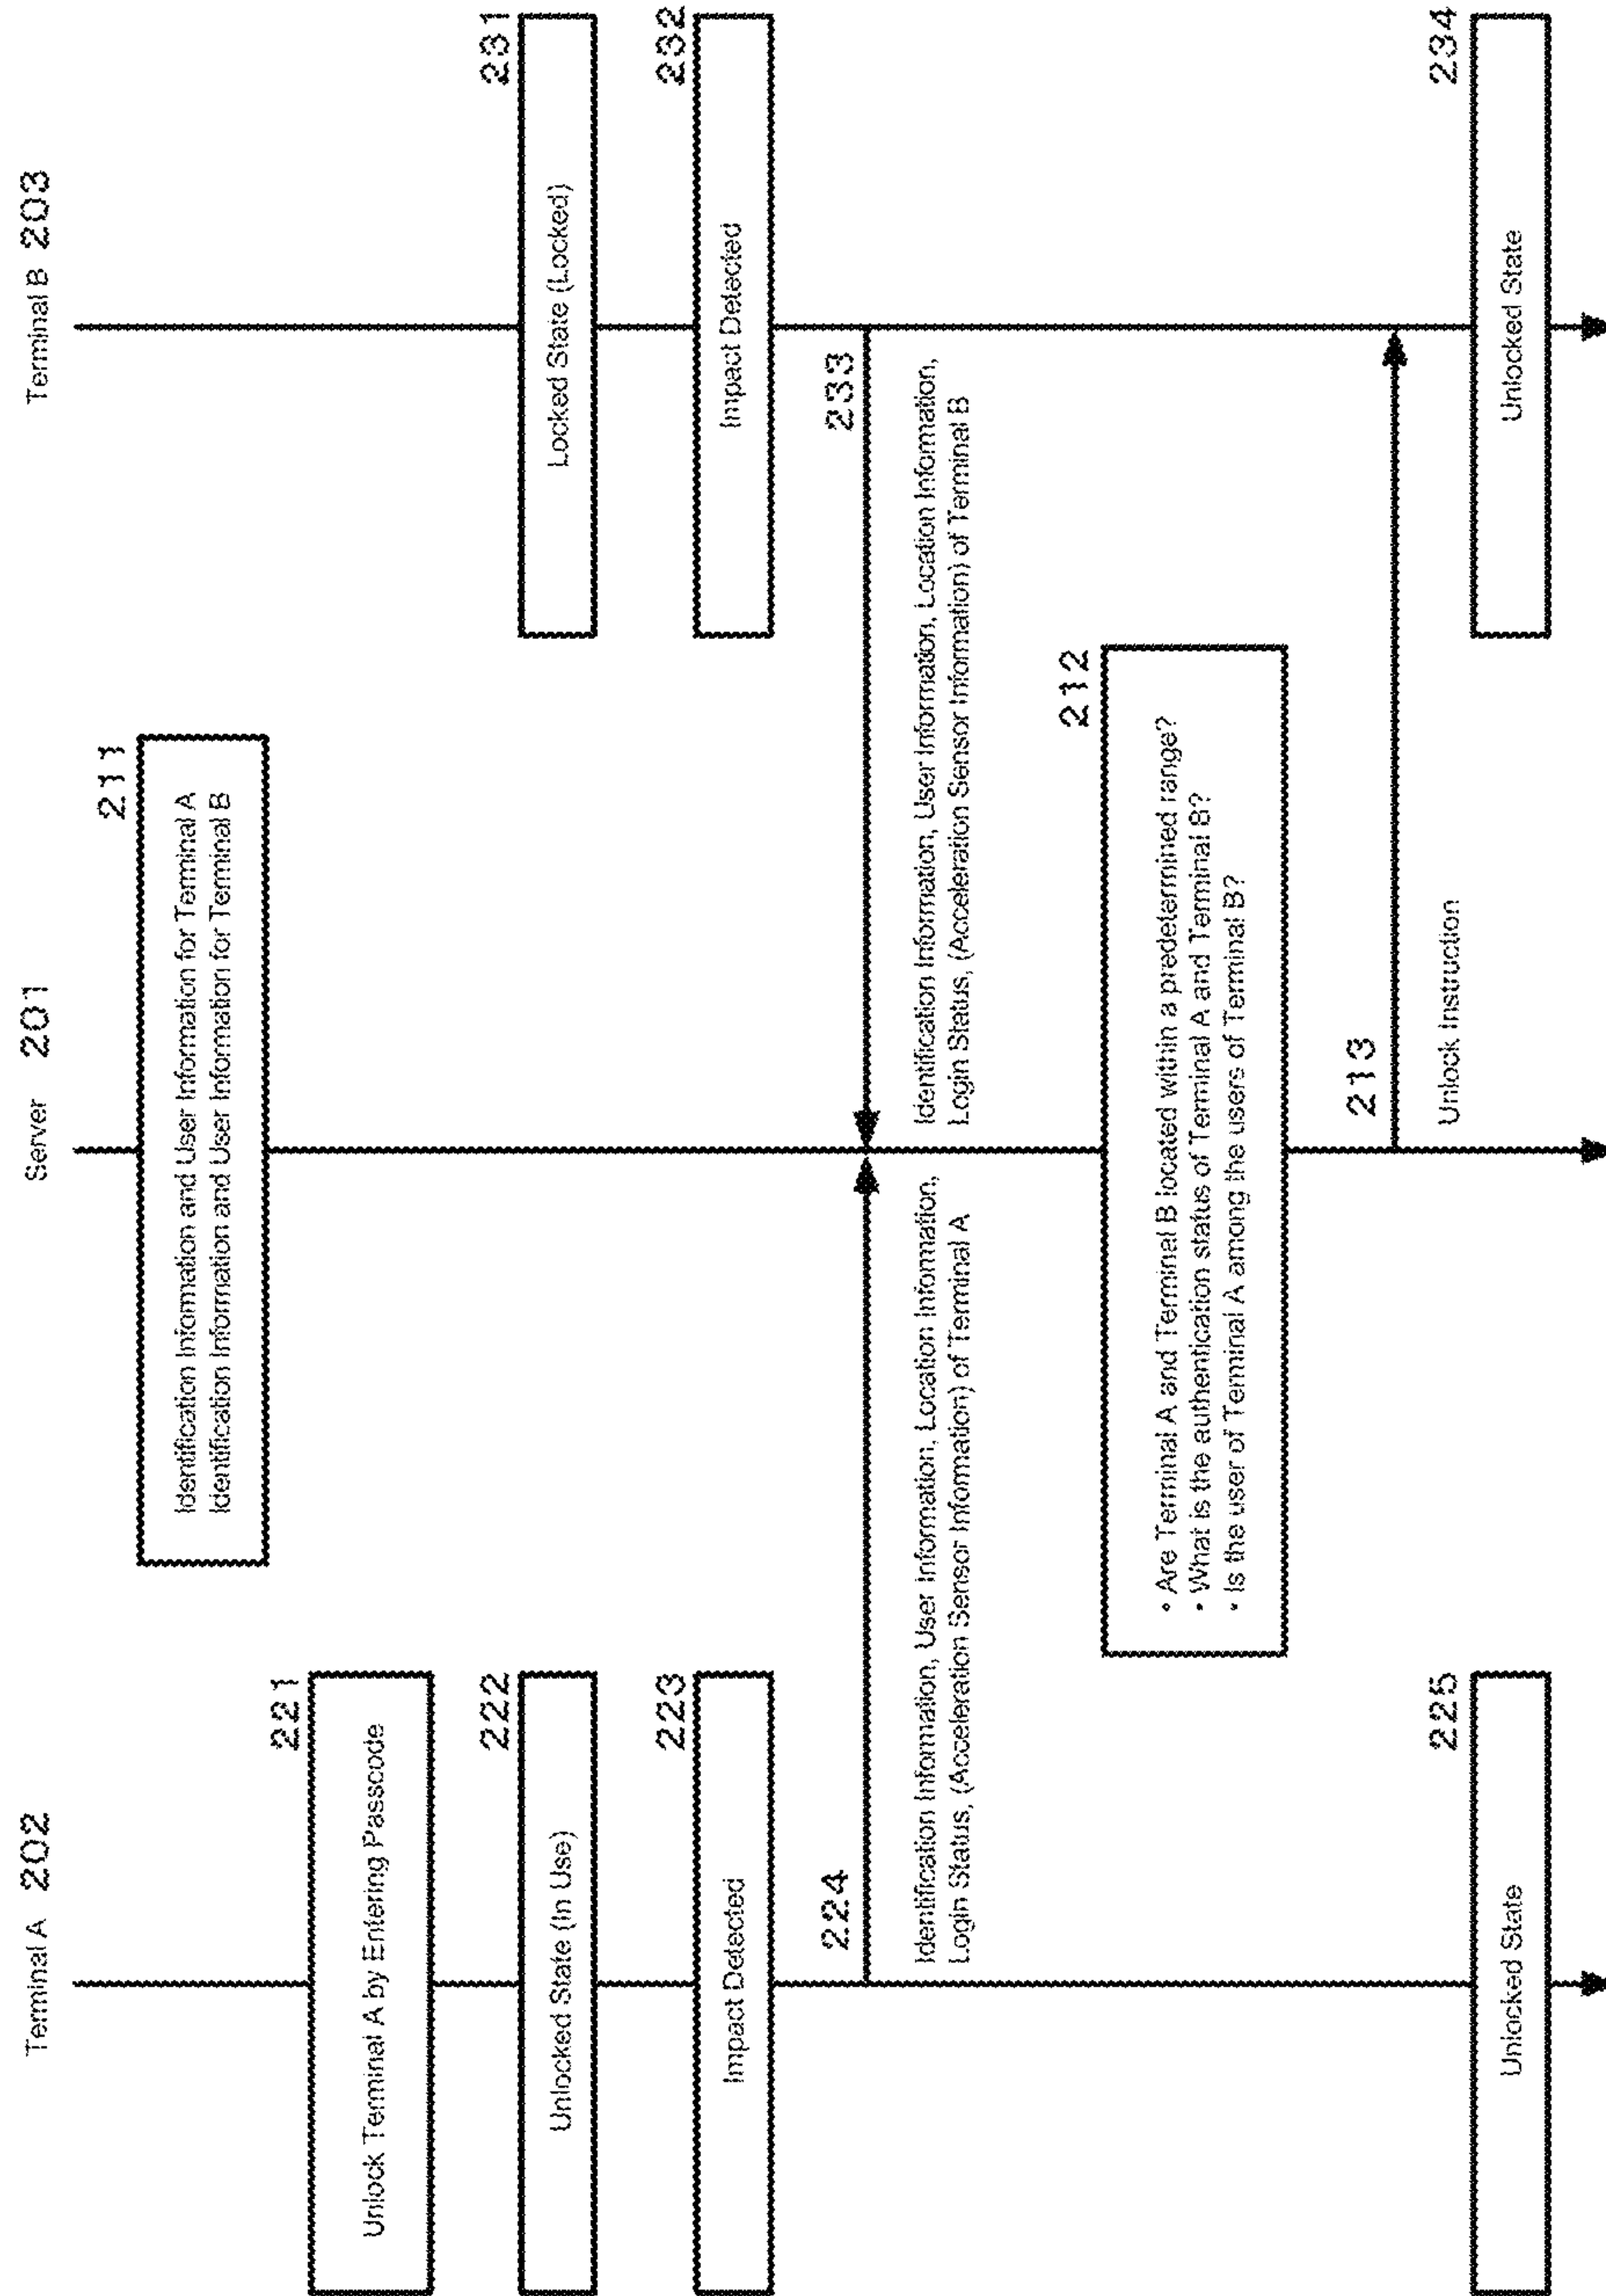 Terminal A 202
Server 201
Terminal B 203
211
Identification Information and User Information for Terminal A
Identification Information and User Information for Terminal B
221
Unlock Terminal A by Entering Passcode
222
Unlocked State (In Use)
231
Locked State (Locked)
223
Impact Detected
232
Impact Detected
224
Identification Information, User Information, Location Information,
Login Status, (Acceleration Sensor Information) of Terminal A
233
Identification Information, User Information, Location Information,
Login Status, (Acceleration Sensor Information) of Terminal B
212
• Are Terminal A and Terminal B located within a predetermined range?
• What is the authentication status of Terminal A and Terminal B?
• Is the user of Terminal A among the users of Terminal B?
213
Unlock Instruction
225
Unlocked State
234
Unlocked State